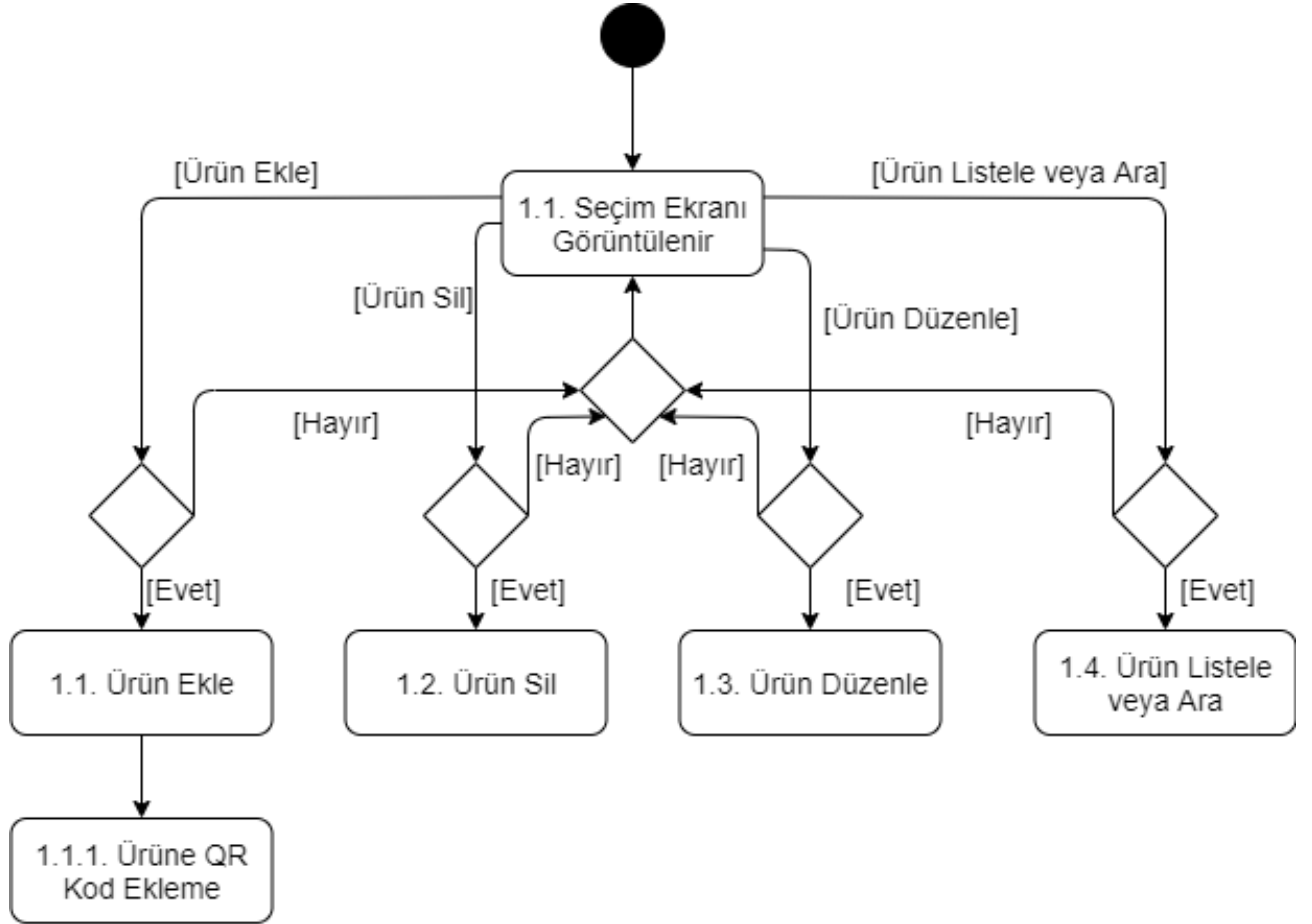 [Ürün Ekle]
[Ürün Listele veya Ara]
1.1. Seçim Ekranı
Görüntülenir
[Ürün Sil]
[Ürün Düzenle]
[Hayır]
[Hayır]
[Hayır]
[Hayır]
[Evet]
[Evet]
[Evet]
[Evet]
1.1. Ürün Ekle
1.2. Ürün Sil
1.3. Ürün Düzenle
1.4. Ürün Listele
veya Ara
1.1.1. Ürüne QR
Kod Ekleme